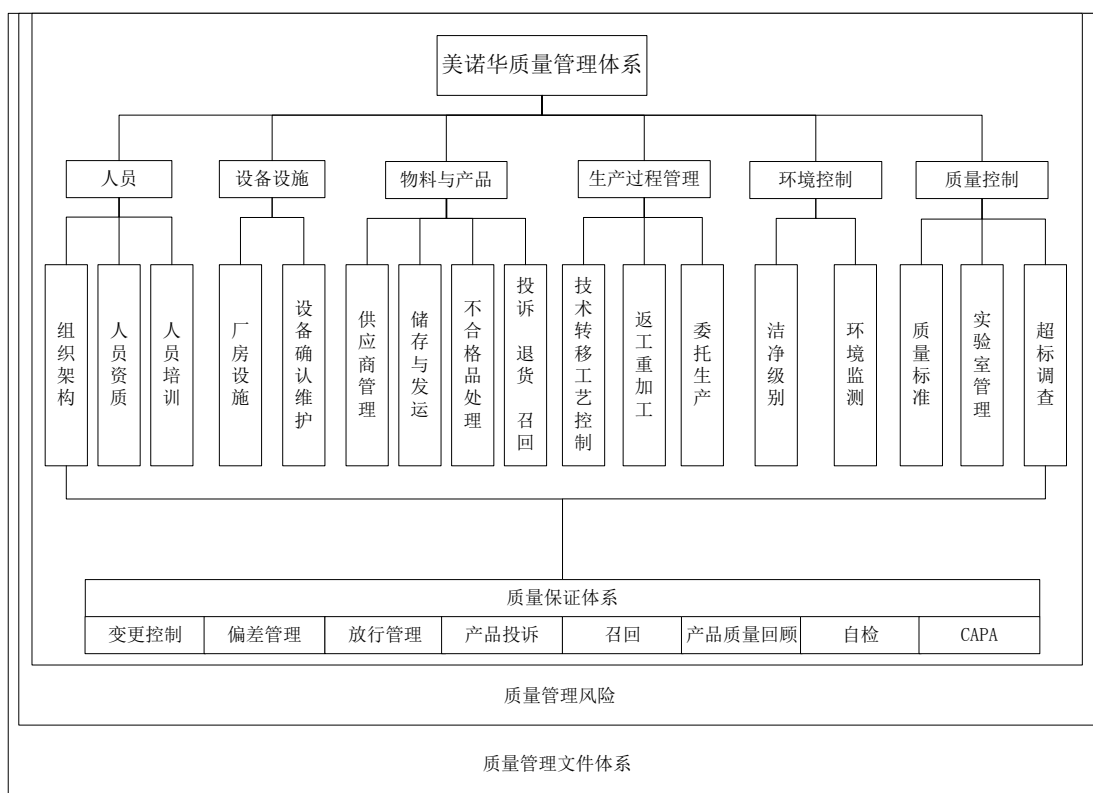 美诺华质量管理体系
人员
设备设施
物料与产品
生产过程管理
环境控制
质量控制
组织架构
人员资质
人员培训
厂房设施
设备确认维护
供应商管理
储存与发运
不合格品处理
投诉 退货 召回
技术转移工艺控制
返工重加工
委托生产
洁净级别
环境监测
质量标准
实验室管理
超标调查
质量保证体系
变更控制
偏差管理
放行管理
产品投诉
召回
产品质量回顾
自检
CAPA
质量管理风险
质量管理文件体系